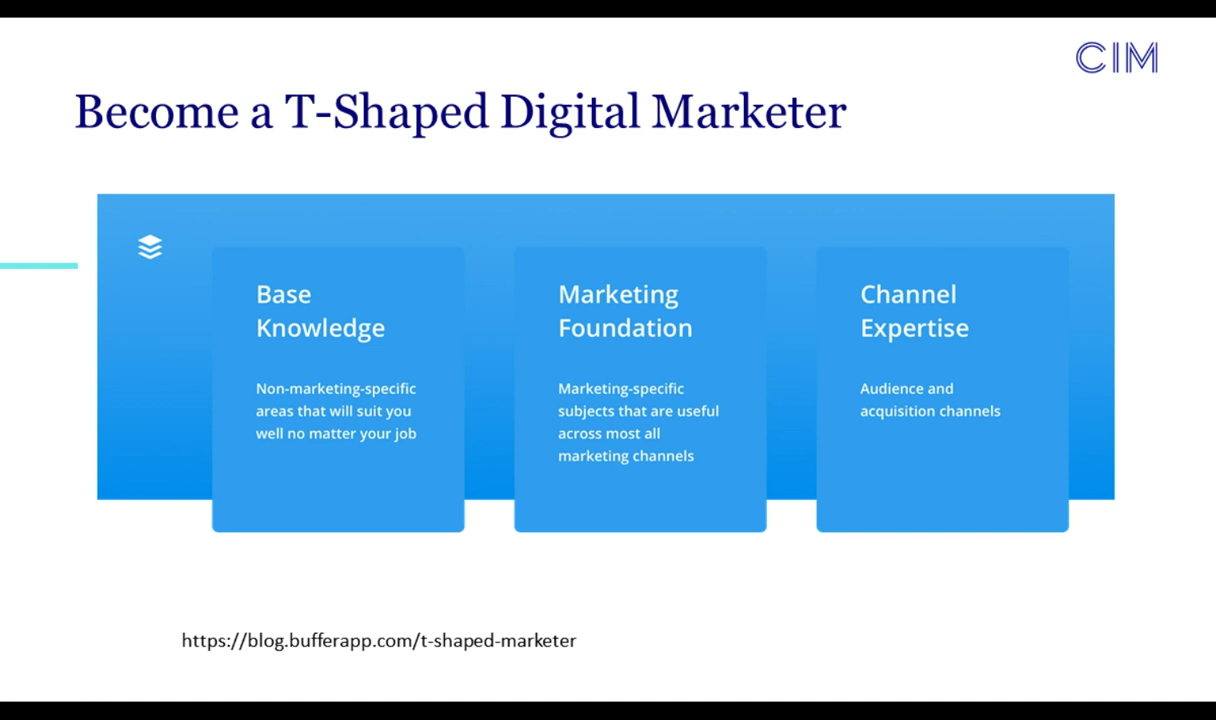 CIM
Become a T-Shaped Digital Marketer
Base
Knowledge
Non-marketing-specific
areas that will suit you
well no matter your job
Marketing
Foundation
Marketing-specific
subjects that are useful
across most all
marketing channels
Channel
Expertise
Audience and
acquisition channels
https://blog.bufferapp.com/t-shaped-marketer